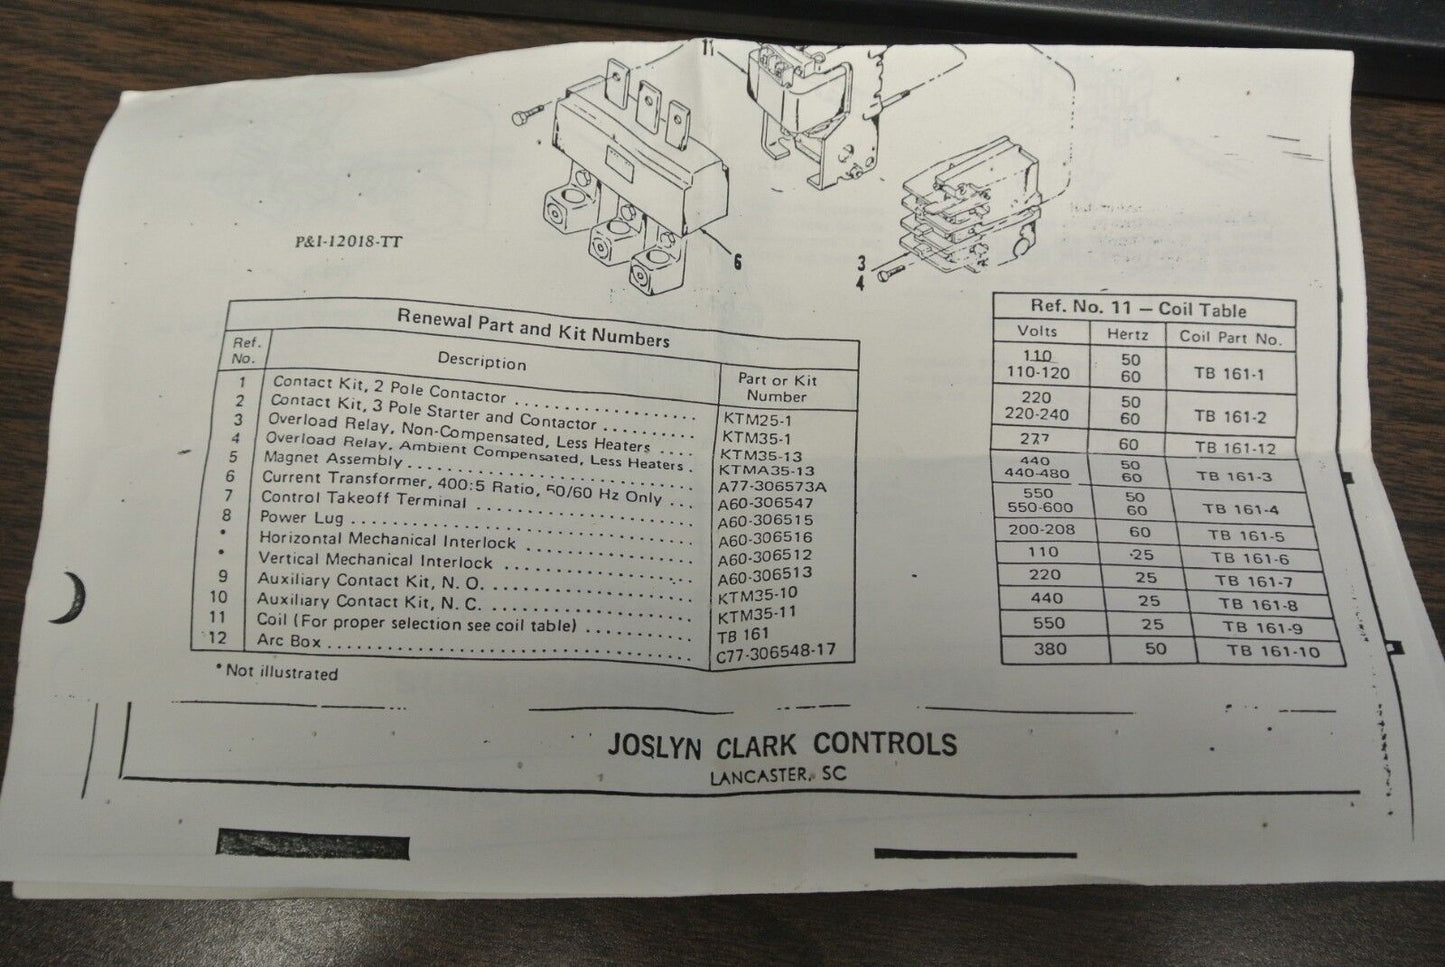 11
P&I-12018-TT
6
3
4
Renewal Part and Kit Numbers
Ref. No. Description Part or Kit Number
1 Contact Kit, 2 Pole Contactor KTM25-1
2 Contact Kit, 3 Pole Starter and Contactor KTM35-1
3 Overload Relay, Non-Compensated, Less Heaters KTM35-13
4 Overload Relay, Ambient Compensated, Less Heaters KTMA35-13
5 Magnet Assembly A77-306573A
6 Current Transformer, 400:5 Ratio, 50/60 Hz Only A60-306547
7 Control Takeoff Terminal A60-306515
8 Power Lug A60-306516
* Horizontal Mechanical Interlock A60-306512
* Vertical Mechanical Interlock A60-306513
9 Auxiliary Contact Kit, N. O. KTM35-10
10 Auxiliary Contact Kit, N. C. KTM35-11
11 Coil (For proper selection see coil table) TB 161
12 Arc Box C77-306548-17
*Not illustrated
Ref. No. 11 — Coil Table
Volts Hertz Coil Part No.
110 50
110-120 60 TB 161-1
220 50
220-240 60 TB 161-2
277 60 TB 161-12
440 50
440-480 60 TB 161-3
550 50
550-600 60 TB 161-4
200-208 60 TB 161-5
110 25 TB 161-6
220 25 TB 161-7
440 25 TB 161-8
550 25 TB 161-9
380 50 TB 161-10
JOSLYN CLARK CONTROLS
LANCASTER, SC